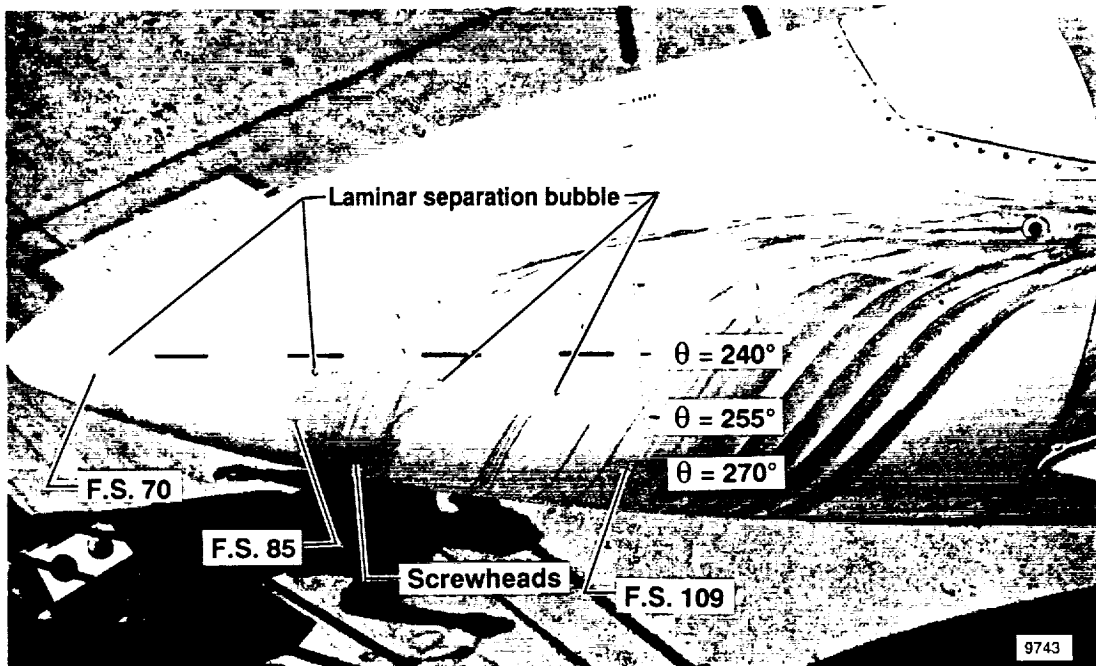 Laminar separation bubble
θ = 240°
θ = 255°
θ = 270°
F.S. 70
F.S. 85
Screwheads
F.S. 109
9743